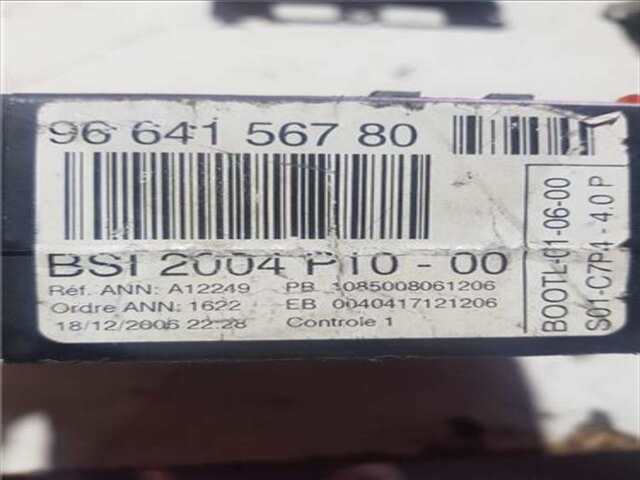 96 641 567 80
BSI 2004 P10 - 00
Réf. ANN: A12249 PB 1085008061206
Ordre ANN: 1622 EB 0040417121206
18/12/2006 22:28 Controle 1
BOOTL-01-06-00
S01-C7P4 - 4.0 P